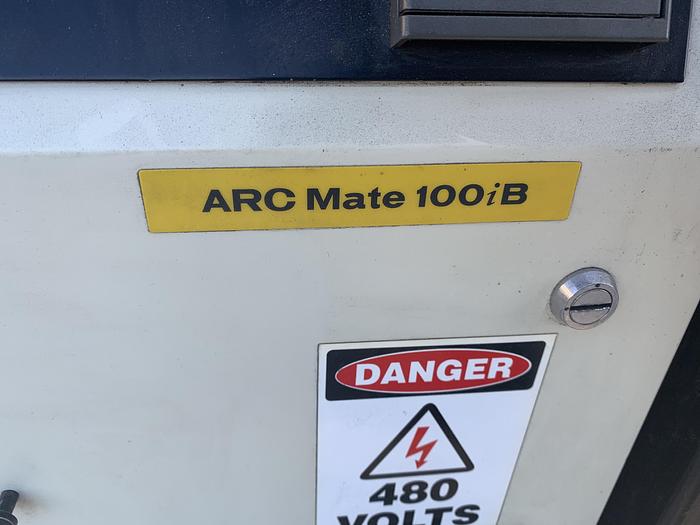 ARC Mate 100iB
DANGER
480
VOLTS